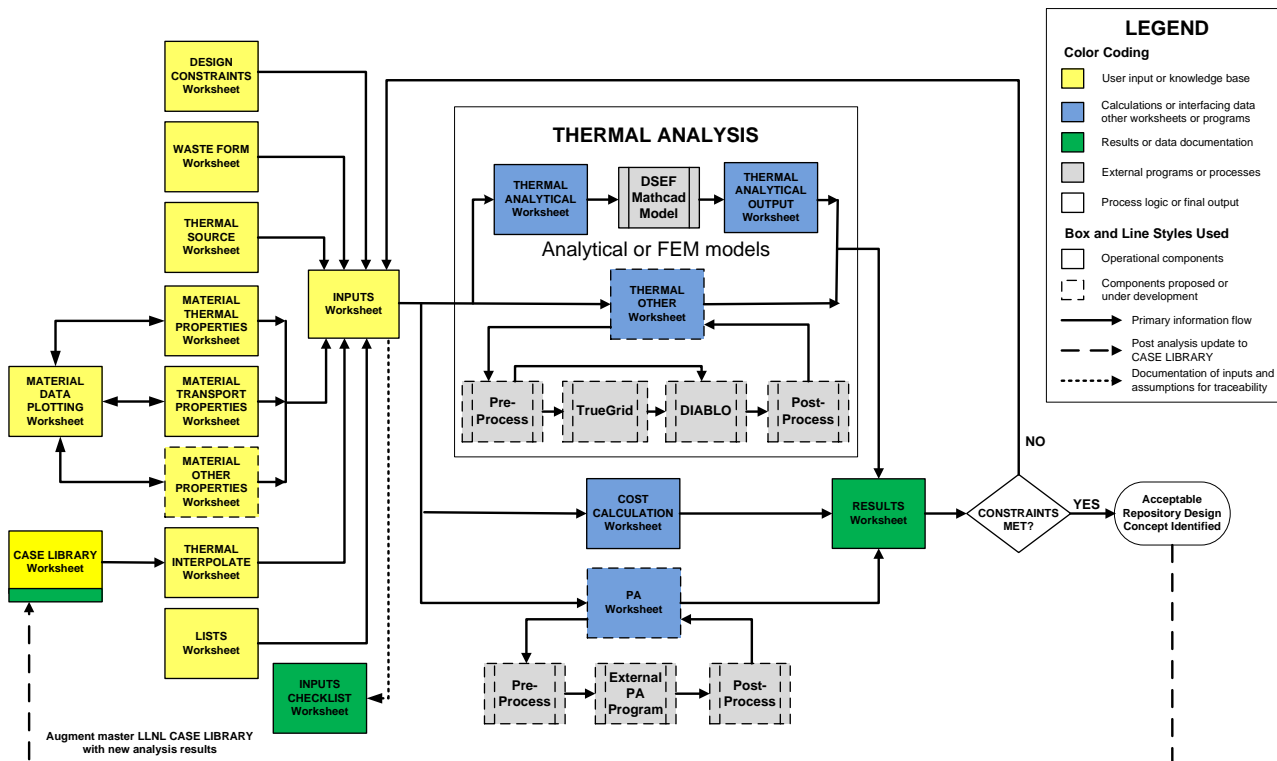 DESIGN
CONSTRAINTS
Worksheet
WASTE FORM
Worksheet
THERMAL
SOURCE
Worksheet
MATERIAL
THERMAL
PROPERTIES
Worksheet
MATERIAL
DATA
PLOTTING
Worksheet
MATERIAL
TRANSPORT
PROPERTIES
Worksheet
MATERIAL
OTHER
PROPERTIES
Worksheet
CASE LIBRARY
Worksheet
THERMAL
INTERPOLATE
Worksheet
LISTS
Worksheet
INPUTS
Worksheet
INPUTS
CHECKLIST
Worksheet
Augment master LLNL CASE LIBRARY
with new analysis results
THERMAL ANALYSIS
THERMAL
ANALYTICAL
Worksheet
DSEF
Mathcad
Model
THERMAL
ANALYTICAL
OUTPUT
Worksheet
Analytical or FEM models
THERMAL
OTHER
Worksheet
Pre-
Process
TrueGrid
DIABLO
Post-
Process
COST
CALCULATION
Worksheet
PA
Worksheet
Pre-
Process
External
PA
Program
Post-
Process
RESULTS
Worksheet
CONSTRAINTS
MET?
NO
YES
Acceptable
Repository Design
Concept Identified
LEGEND
Color Coding
User input or knowledge base
Calculations or interfacing data
other worksheets or programs
Results or data documentation
External programs or processes
Process logic or final output
Box and Line Styles Used
Operational components
Components proposed or
under development
Primary information flow
Post analysis update to
CASE LIBRARY
Documentation of inputs and
assumptions for traceability